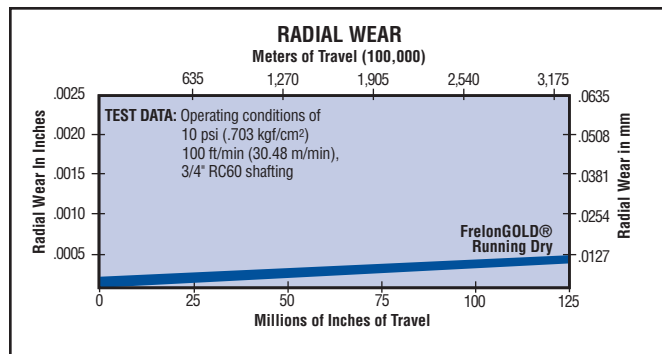 RADIAL WEAR
Meters of Travel (100,000)
635 1,270 1,905 2,540 3,175
Radial Wear In Inches
.0025
.0020
.0015
.0010
.0005
TEST DATA: Operating conditions of
10 psi (.703 kgf/cm²)
100 ft/min (30.48 m/min),
3/4" RC60 shafting
FrelonGOLD®
Running Dry
.0635
.0508
.0381
.0254
.0127
Radial Wear in mm
0 25 50 75 100 125
Millions of Inches of Travel